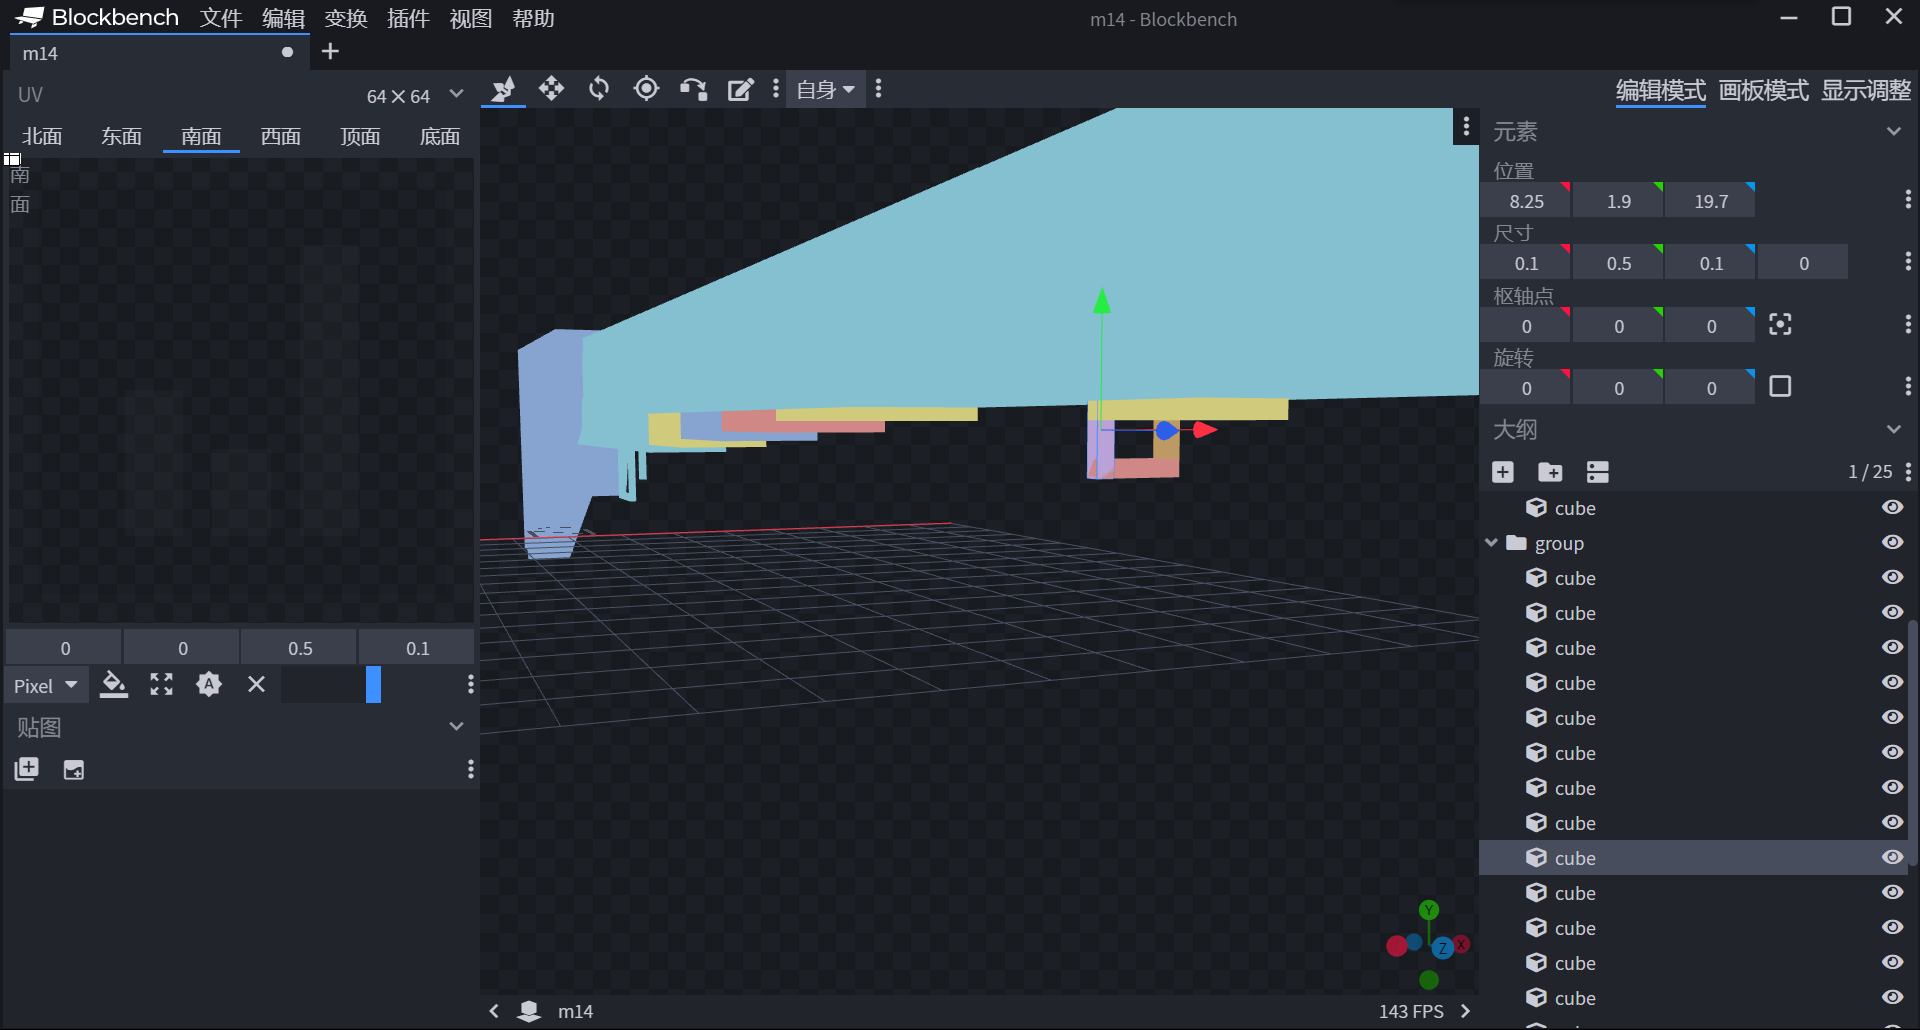 Blockbench 文件 编辑 变换 插件 视图 帮助
m14 - Blockbench
m14
UV
64×64
自身
编辑模式 画板模式 显示调整
北面 东面 南面 西面 顶面 底面
南
面
元素
位置
8.25 1.9 19.7
尺寸
0.1 0.5 0.1 0
枢轴点
0 0 0
旋转
0 0 0
大纲
1 / 25
cube
group
cube
cube
cube
cube
cube
cube
cube
cube
cube
cube
cube
cube
cube
0 0 0.5 0.1
Pixel
A
贴图
Y
Z X
m14
143 FPS